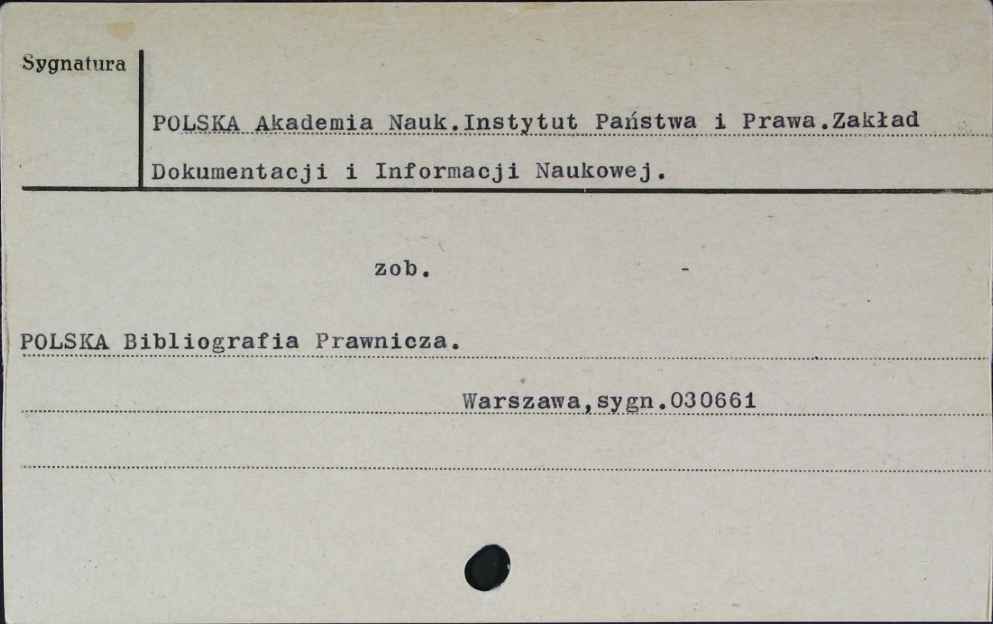 Sygnatura
POLSKA Akademia Nauk.Instytut Państwa i Prawa.Zakład
Dokumentacji i Informacji Naukowej.
zob. -
POLSKA Bibliografia Prawnicza.
Warszawa,sygn.030661